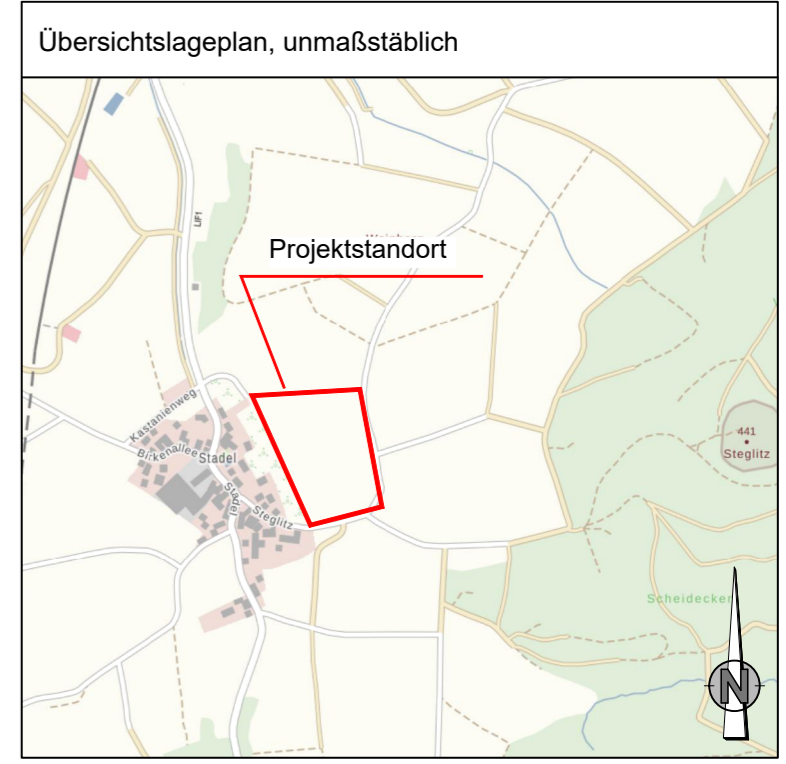 Übersichtslageplan, unmaßstäblich
LIF1
Projektstandort
Kastanienweg
Birkenallee
Stadel
Stadel
Steglitz
441
Steglitz
Scheidecker
N